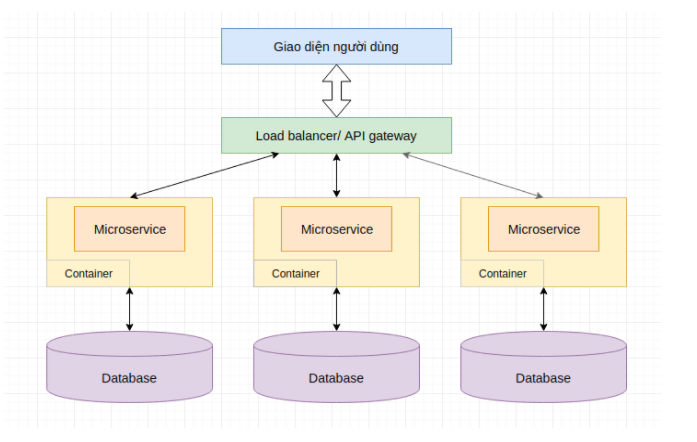 Giao diện người dùng
Load balancer/ API gateway
Microservice
Microservice
Microservice
Container
Container
Container
Database
Database
Database